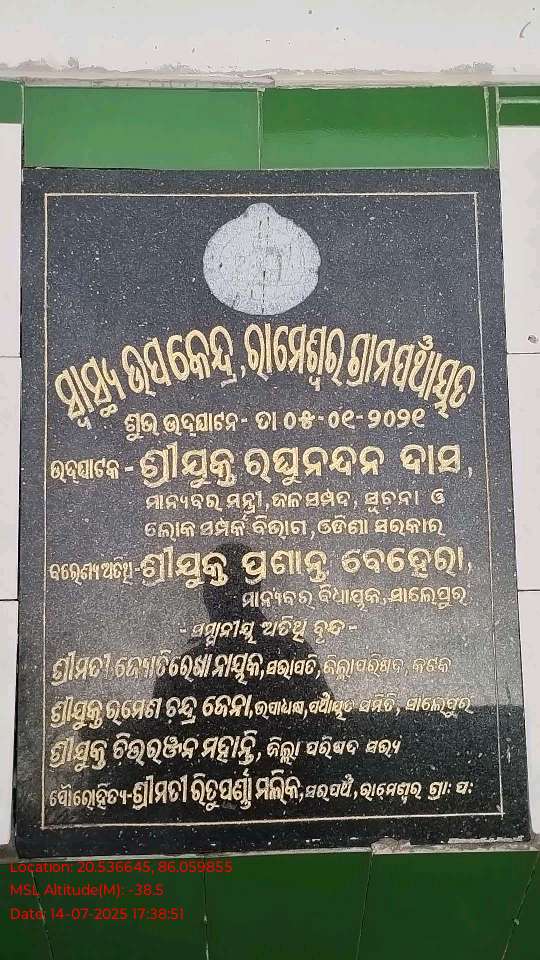 ସ୍ୱାସ୍ଥ୍ୟ ଉପକେନ୍ଦ୍ର, ରାମେଶ୍ୱର ଗ୍ରାମପଞ୍ଚାୟତ
ଶୁଭ ଉଦ୍‌ଘାଟନ - ତା ୦୫-୦୧-୨୦୨୧
ଉଦ୍‌ଘାଟକ - ଶ୍ରୀଯୁକ୍ତ ରଘୁନନ୍ଦନ ଦାସ,
ମାନ୍ୟବର ମନ୍ତ୍ରୀ, ଜଳ ସମ୍ପଦ, ସୂଚନା ଓ
ଲୋକ ସମ୍ପର୍କ ବିଭାଗ, ଓଡିଶା ସରକାର
ବରେଣ୍ୟ ଅତିଥି - ଶ୍ରୀଯୁକ୍ତ ପ୍ରଶାନ୍ତ ବେହେରା,
ମାନ୍ୟବର ବିଧାୟକ, ସାଲେପୁର
- ସମ୍ମାନୀୟ ଅତିଥି ବୃନ୍ଦ -
ଶ୍ରୀମତୀ ଜ୍ୟୋତିରେଖା ନାୟକ, ସଭାପତି, ଜିଲ୍ଲାପରିଷଦ, କଟକ
ଶ୍ରୀଯୁକ୍ତ ରମେଶ ଚନ୍ଦ୍ର ଜେନା, ଉପାଧ୍ୟକ୍ଷ, ପଞ୍ଚାୟତ ସମିତି, ସାଲେପୁର
ଶ୍ରୀଯୁକ୍ତ ଚିତ୍ତରଞ୍ଜନ ମହାନ୍ତି, ଜିଲ୍ଲା ପରିଷଦ ସଭ୍ୟ
ପୌରୋହିତ୍ୟ - ଶ୍ରୀମତୀ ରିତୁପର୍ଣ୍ଣା ମଲିକ, ସରପଞ୍ଚ, ରାମେଶ୍ୱର ଗ୍ରା: ପ:
Location: 20.536645, 86.059855
MSL Altitude(M): -38.5
Date: 14-07-2025 17:38:51